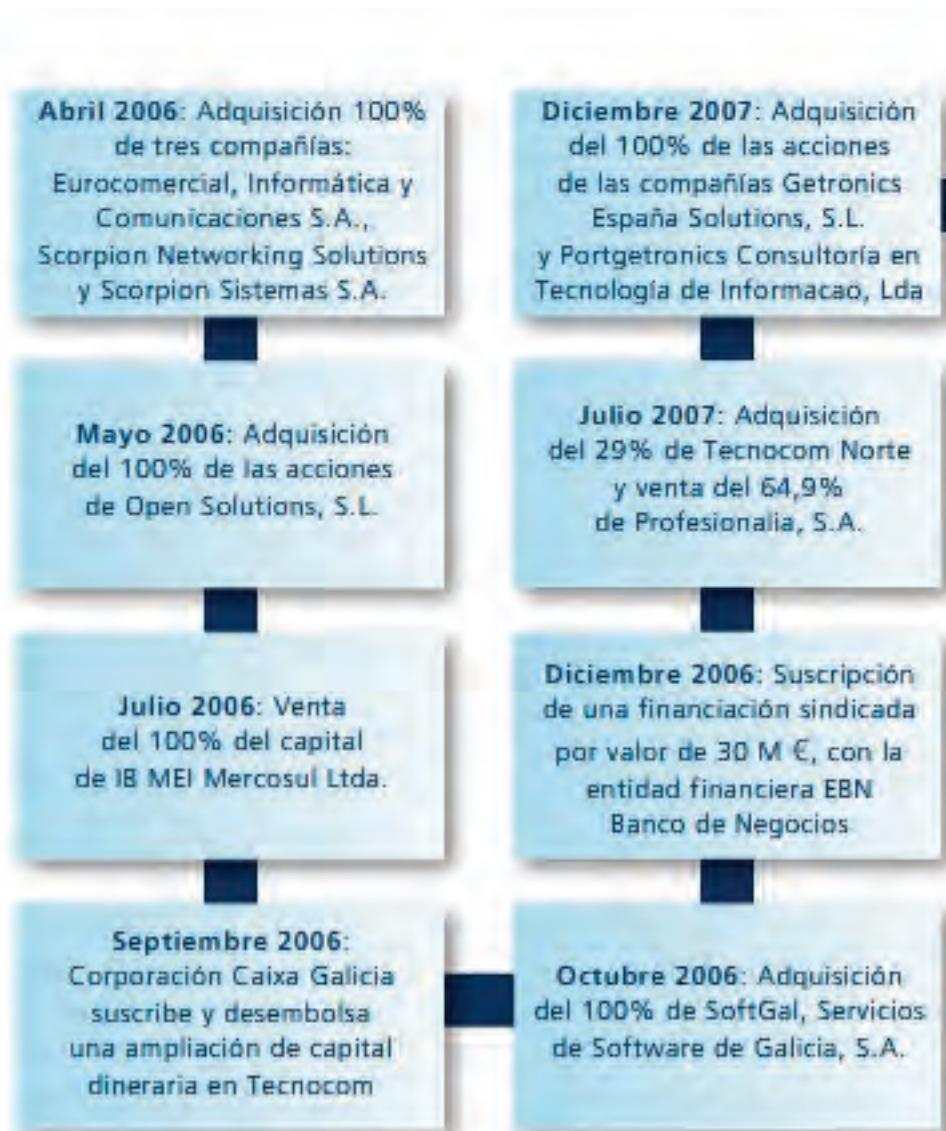 Abril 2006: Adquisición 100%
de tres compañías:
Eurocomercial, Informática y
Comunicaciones S.A.,
Scorpion Networking Solutions
y Scorpion Sistemas S.A.
Mayo 2006: Adquisición
del 100% de las acciones
de Open Solutions, S.L.
Julio 2006: Venta
del 100% del capital
de IB MEI Mercosul Ltda.
Septiembre 2006:
Corporación Caixa Galicia
suscribe y desembolsa
una ampliación de capital
dineraria en Tecnocom
Octubre 2006: Adquisición
del 100% de SoftGal, Servicios
de Software de Galicia, S.A.
Diciembre 2006: Suscripción
de una financiación sindicada
por valor de 30 M €, con la
entidad financiera EBN
Banco de Negocios
Julio 2007: Adquisición
del 29% de Tecnocom Norte
y venta del 64,9%
de Profesionalia, S.A.
Diciembre 2007: Adquisición
del 100% de las acciones
de las compañías Getronics
España Solutions, S.L.
y Portgetronics Consultoría en
Tecnología de Informacao, Lda